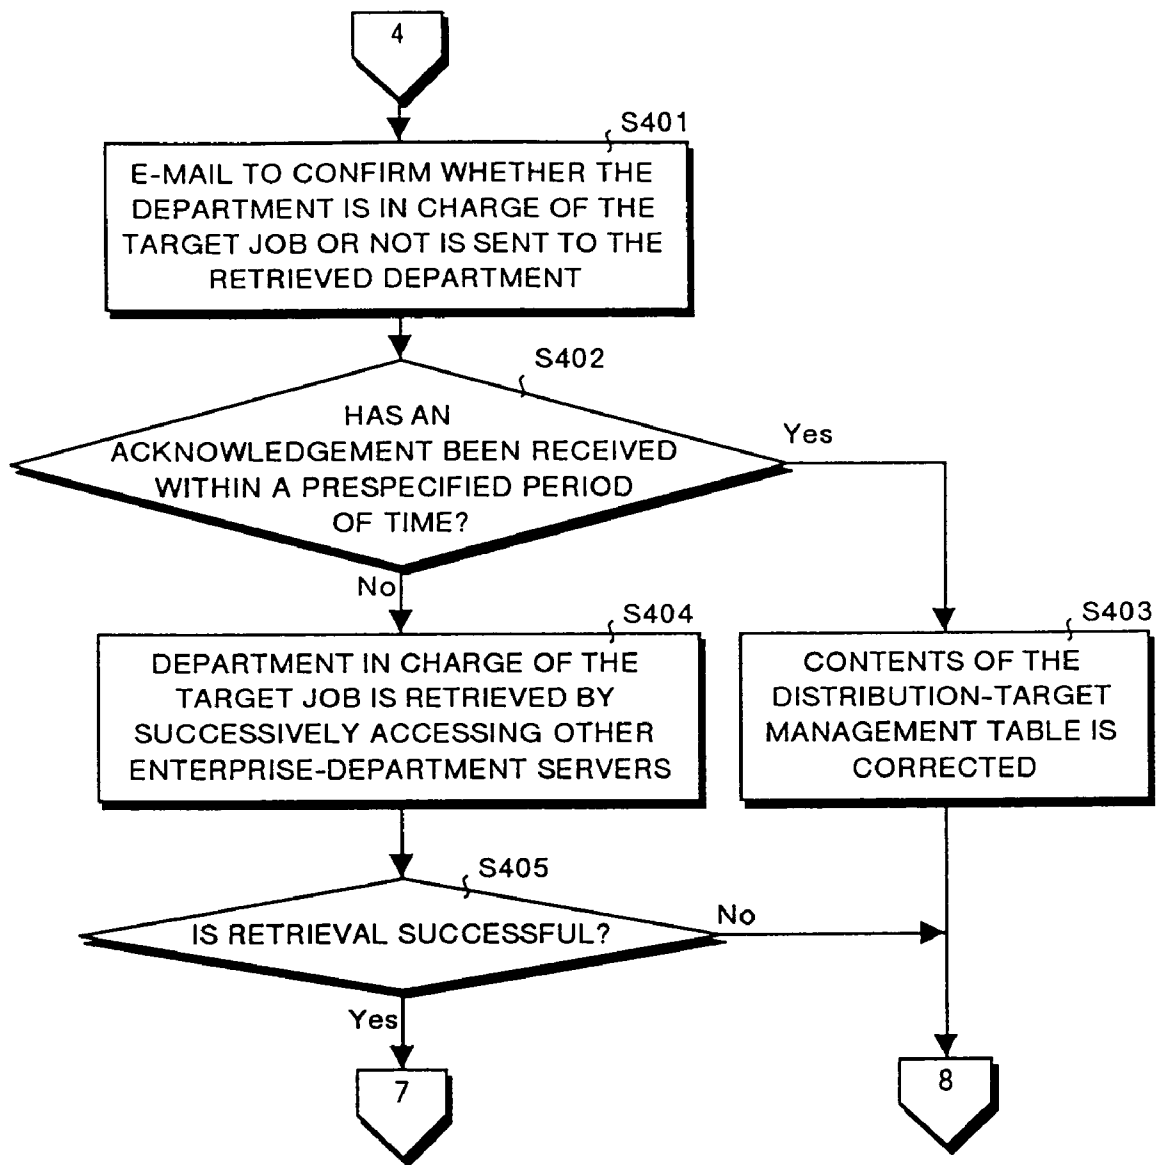 4
S401
E-MAIL TO CONFIRM WHETHER THE
DEPARTMENT IS IN CHARGE OF THE
TARGET JOB OR NOT IS SENT TO THE
RETRIEVED DEPARTMENT
S402
HAS AN
ACKNOWLEDGEMENT BEEN RECEIVED
WITHIN A PRESPECIFIED PERIOD
OF TIME?
Yes
No
S404
DEPARTMENT IN CHARGE OF THE
TARGET JOB IS RETRIEVED BY
SUCCESSIVELY ACCESSING OTHER
ENTERPRISE-DEPARTMENT SERVERS
S403
CONTENTS OF THE
DISTRIBUTION-TARGET
MANAGEMENT TABLE IS
CORRECTED
S405
IS RETRIEVAL SUCCESSFUL?
No
Yes
7
8